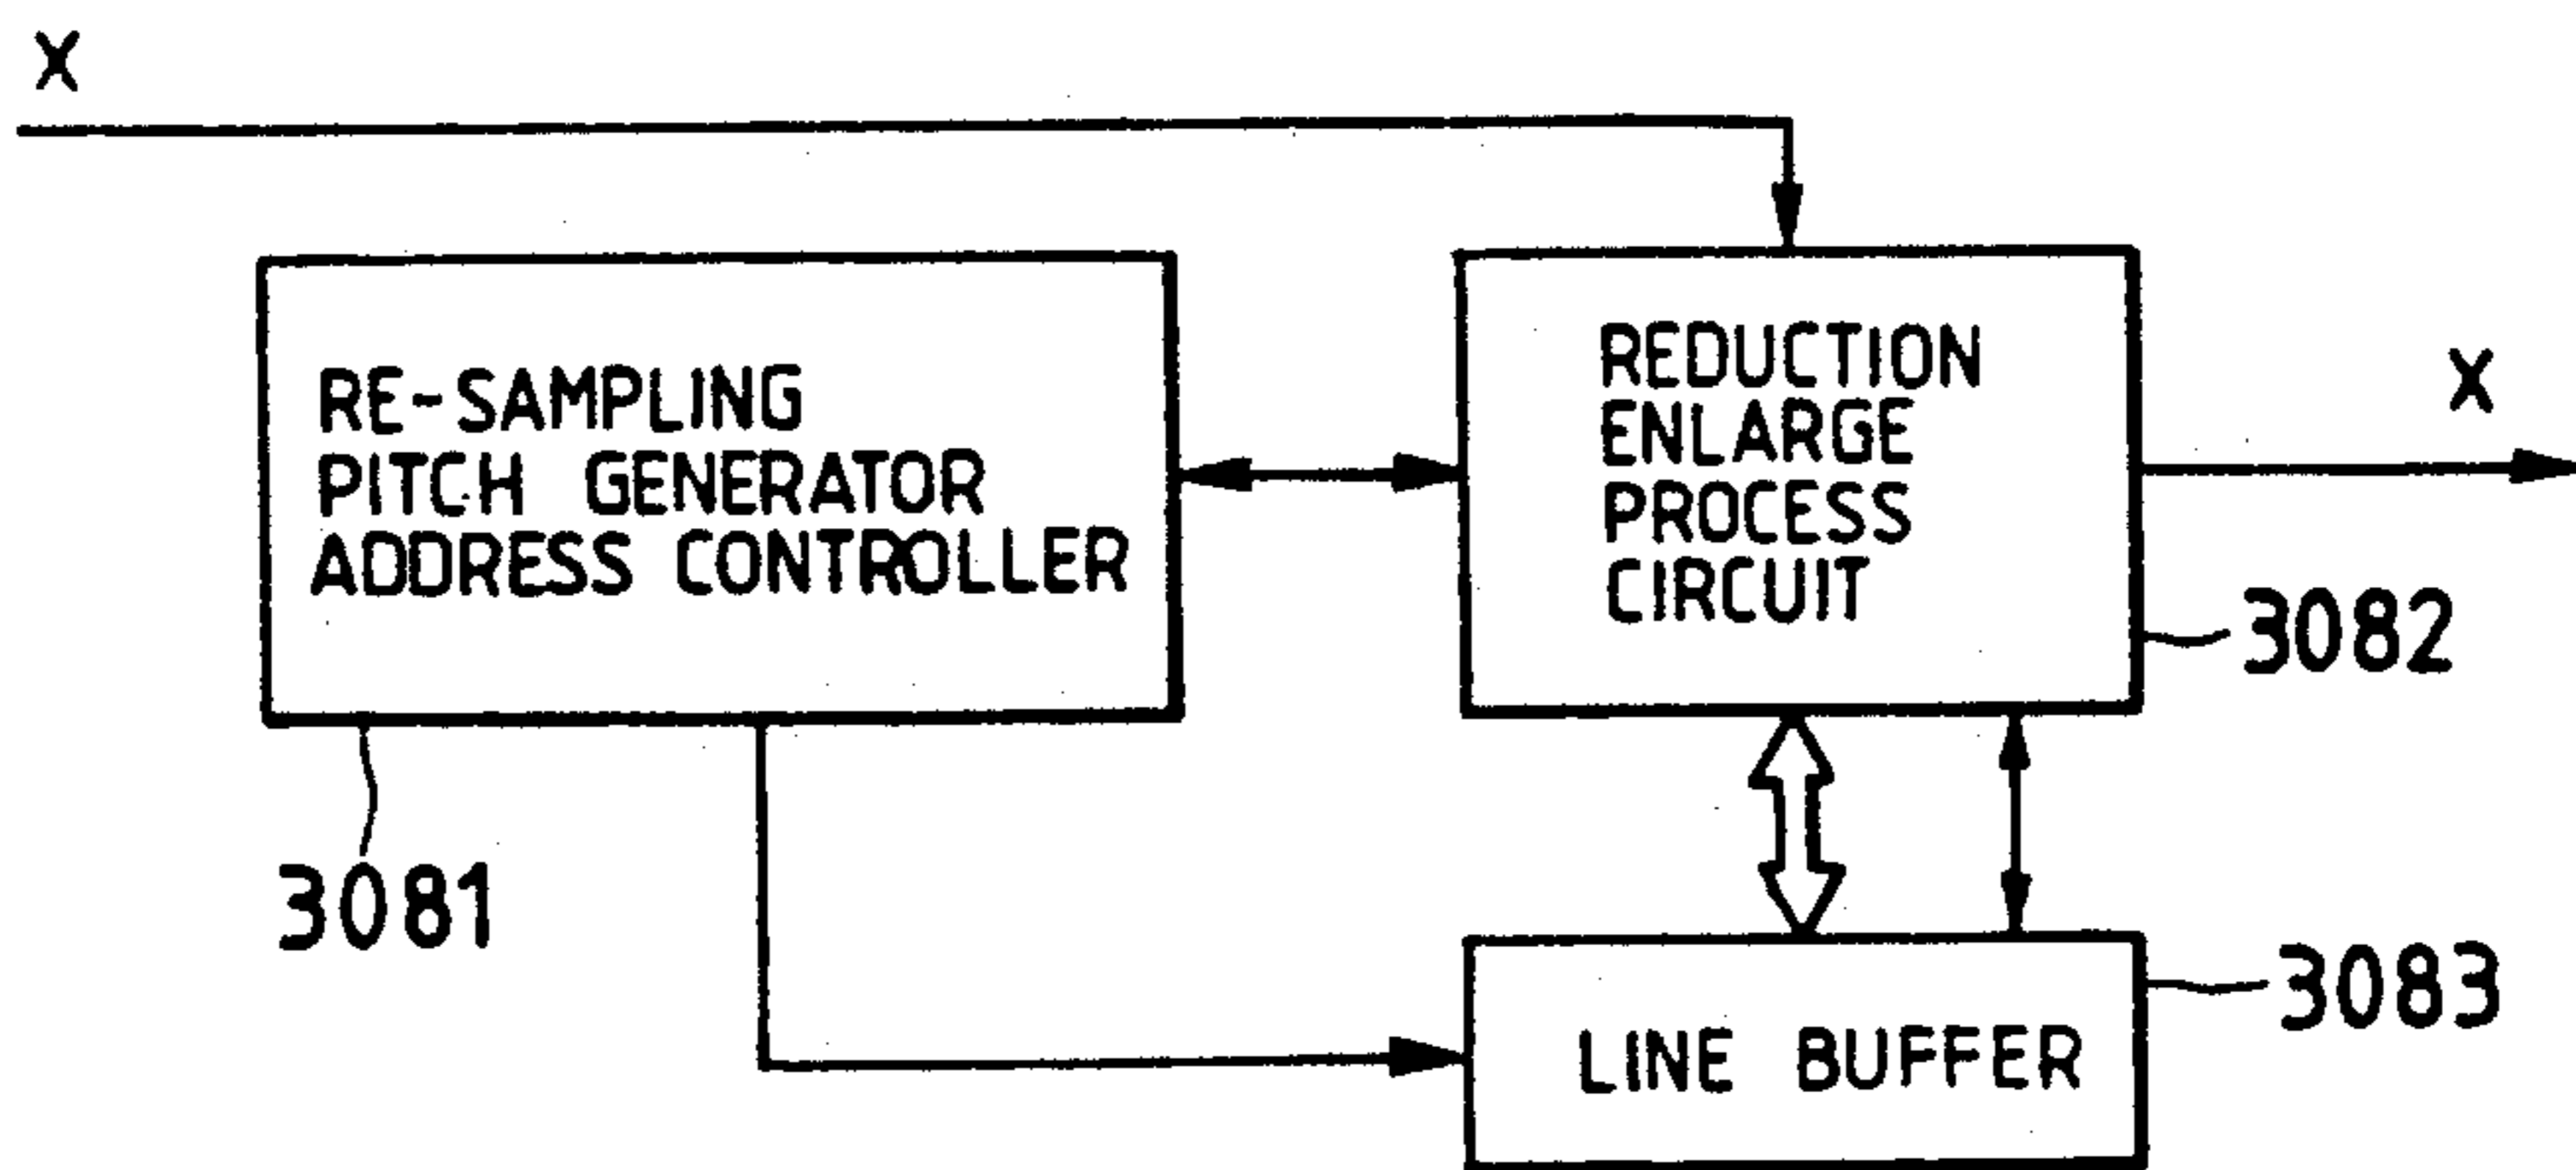 X
RE-SAMPLING
PITCH GENERATOR
ADDRESS CONTROLLER
REDUCTION
ENLARGE
PROCESS
CIRCUIT
X
3082
3081
3083
LINE BUFFER